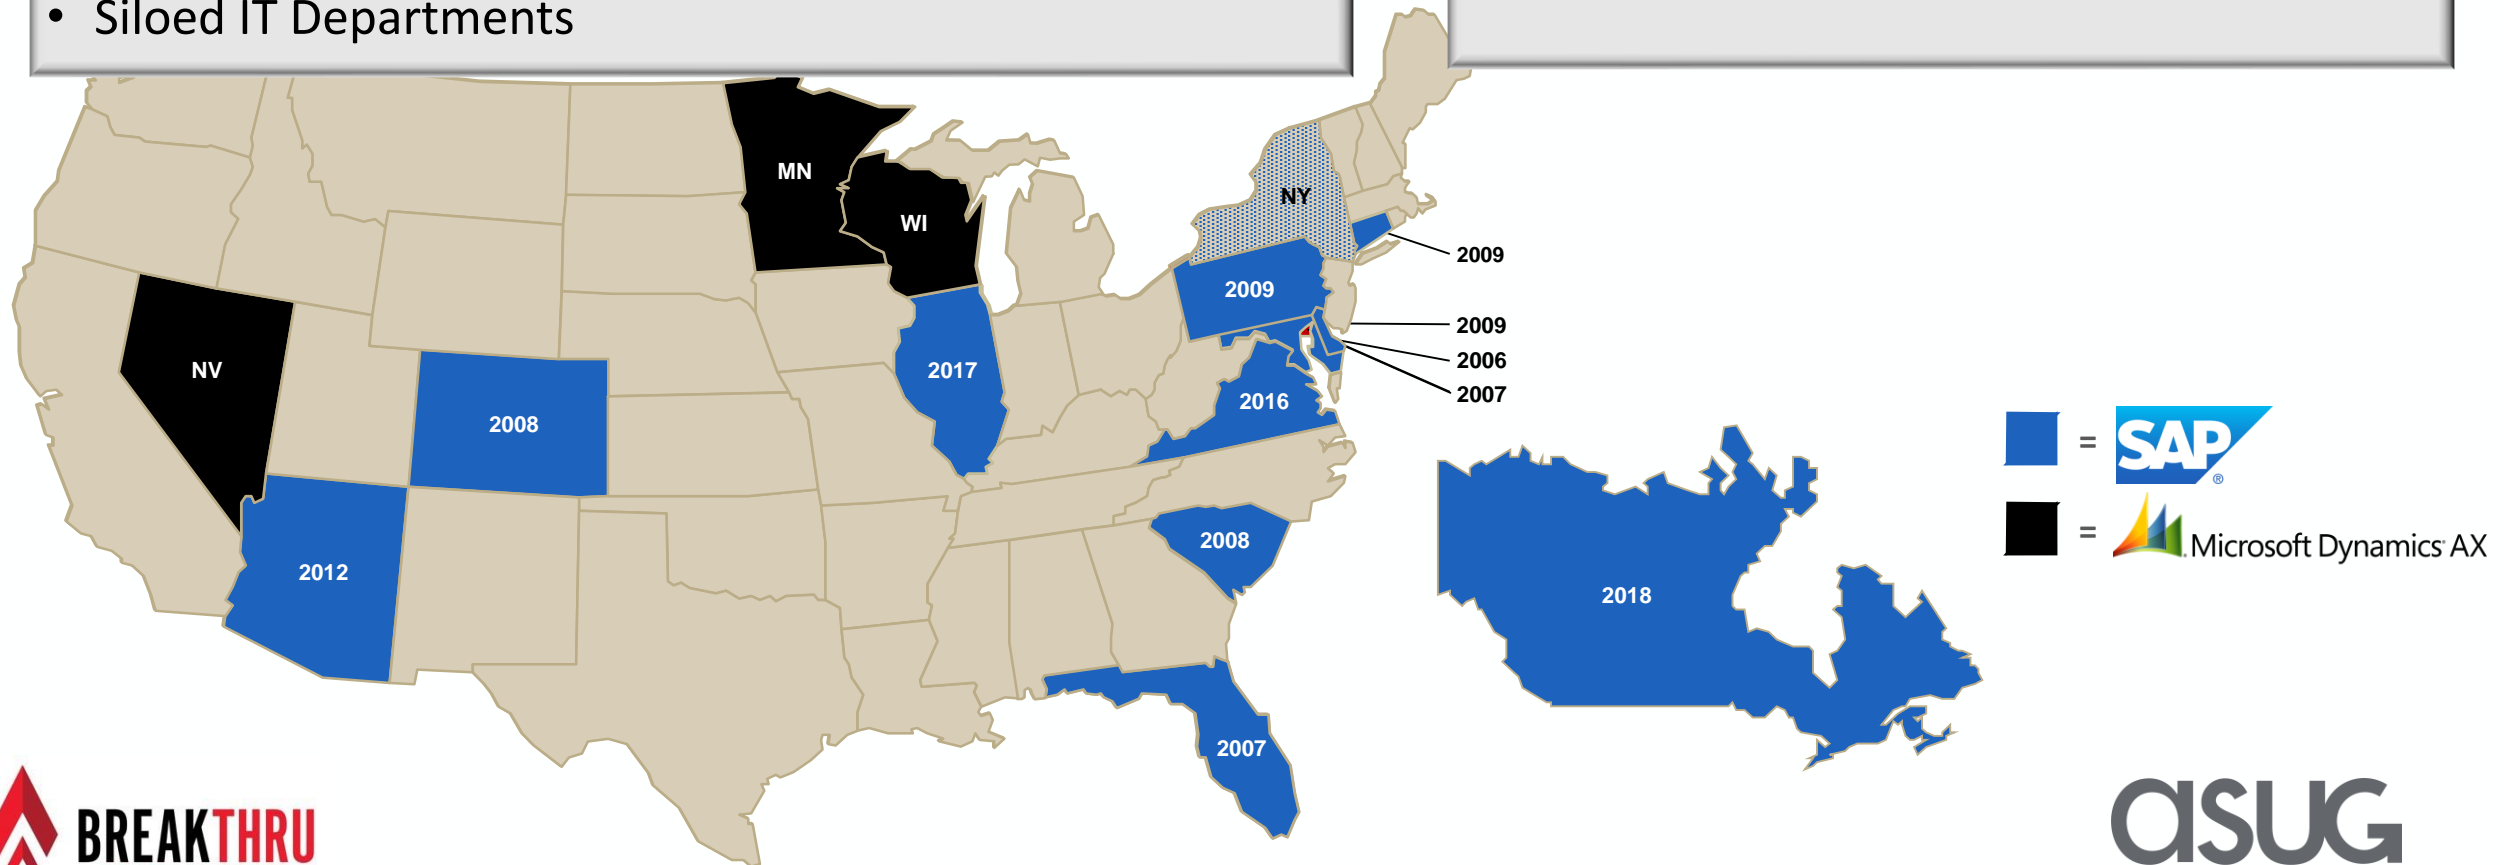 • Siloed IT Departments
MN
WI
NY
2009
2009
NV
2017
2009
2006
2007
2008
2016
2008
2012
2018
2007
= SAP ®
= Microsoft Dynamics AX
BREAKTHRU
asug